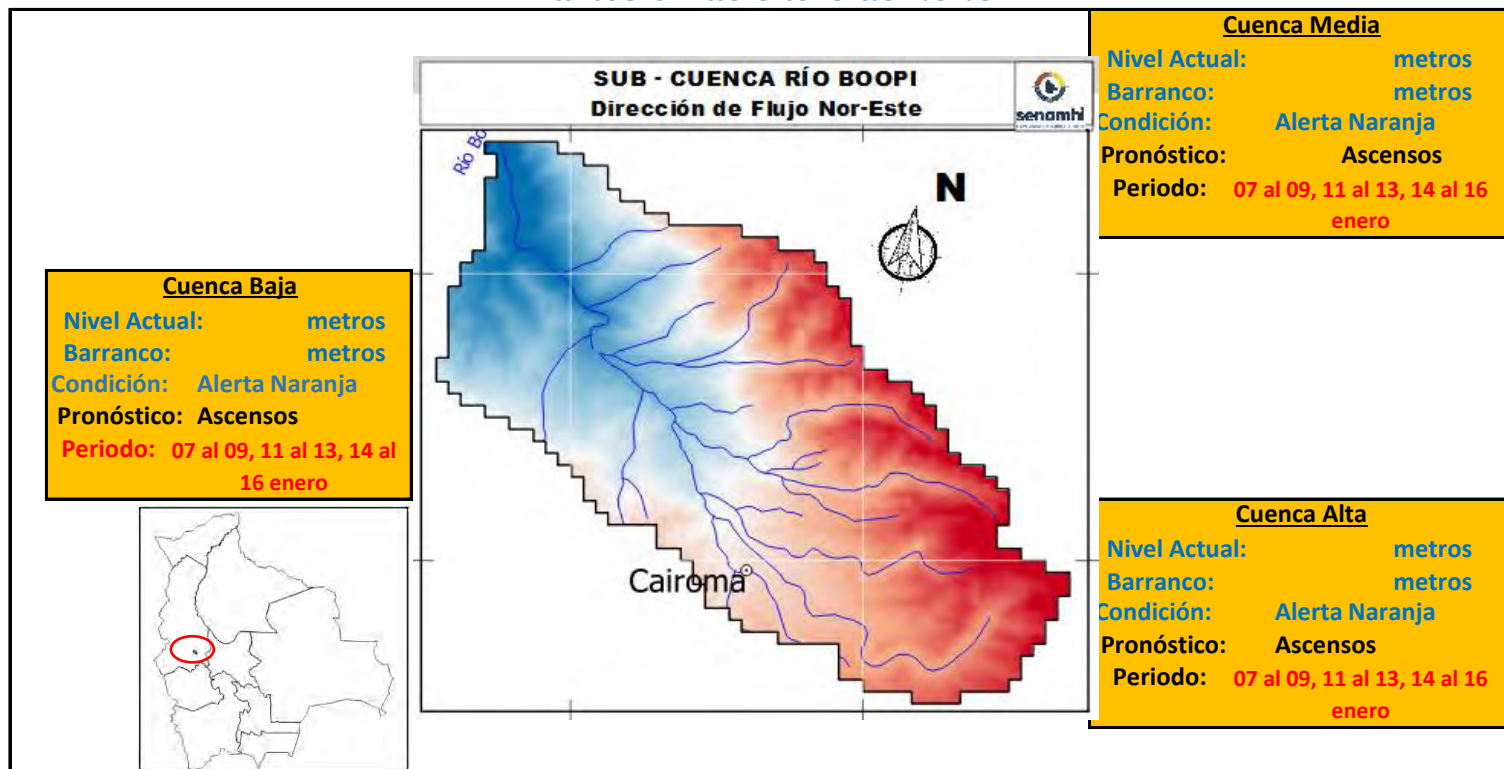 SUB - CUENCA RÍO BOOPI
Dirección de Flujo Nor-Este
senamhi
Cuenca Media
Nivel Actual: metros
Barranco: metros
Condición: Alerta Naranja
Pronóstico: Ascensos
Periodo: 07 al 09, 11 al 13, 14 al 16
enero
Río Bo
N
Cuenca Baja
Nivel Actual: metros
Barranco: metros
Condición: Alerta Naranja
Pronóstico: Ascensos
Periodo: 07 al 09, 11 al 13, 14 al
16 enero
Cairoma
Cuenca Alta
Nivel Actual: metros
Barranco: metros
Condición: Alerta Naranja
Pronóstico: Ascensos
Periodo: 07 al 09, 11 al 13, 14 al 16
enero